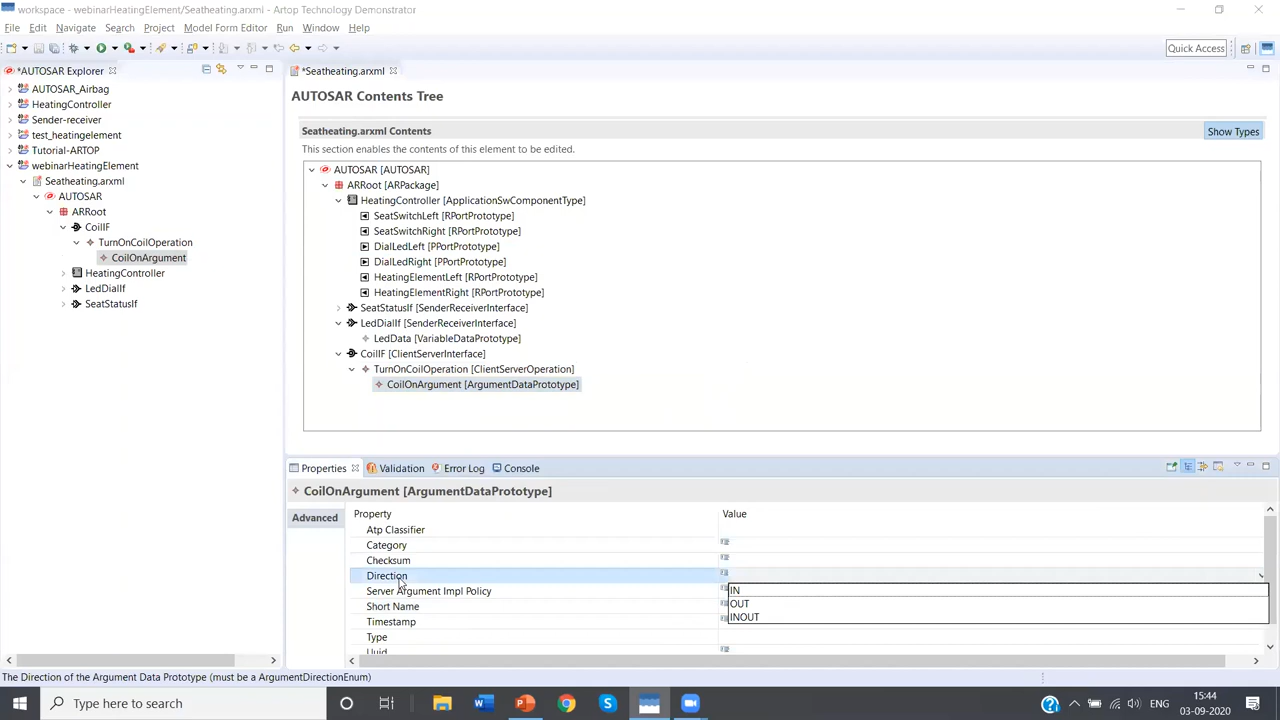 workspace - webinarHeatingElement/Seatheating.arxml - Artop Technology Demonstrator
File Edit Navigate Search Project Model Form Editor Run Window Help
Quick Access
*AUTOSAR Explorer
AUTOSAR_Airbag
HeatingController
Sender-receiver
test_heatingelement
Tutorial-ARTOP
webinarHeatingElement
Seatheating.arxml
AUTOSAR
ARRoot
CoilIF
TurnOnCoilOperation
CoilOnArgument
HeatingController
LedDialIf
SeatStatusIf
*Seatheating.arxml
AUTOSAR Contents Tree
Seatheating.arxml Contents
Show Types
This section enables the contents of this element to be edited.
AUTOSAR [AUTOSAR]
ARRoot [ARPackage]
HeatingController [ApplicationSwComponentType]
SeatSwitchLeft [RPortPrototype]
SeatSwitchRight [RPortPrototype]
DialLedLeft [PPortPrototype]
DialLedRight [PPortPrototype]
HeatingElementLeft [RPortPrototype]
HeatingElementRight [RPortPrototype]
SeatStatusIf [SenderReceiverInterface]
LedDialIf [SenderReceiverInterface]
LedData [VariableDataPrototype]
CoilIF [ClientServerInterface]
TurnOnCoilOperation [ClientServerOperation]
CoilOnArgument [ArgumentDataPrototype]
Properties Validation Error Log Console
CoilOnArgument [ArgumentDataPrototype]
Advanced
Property Value
Atp Classifier
Category
Checksum
Direction
Server Argument Impl Policy
Short Name
Timestamp
Type
Uuid
IN
OUT
INOUT
The Direction of the Argument Data Prototype (must be a ArgumentDirectionEnum)
Type here to search
ENG
15:44
03-09-2020